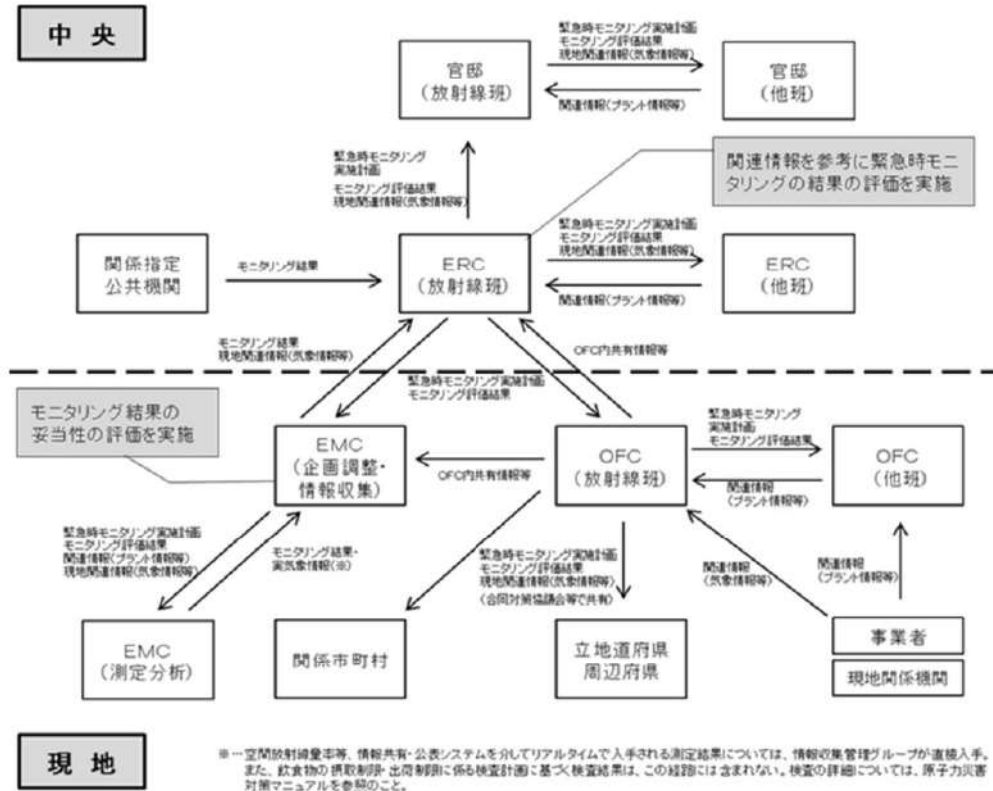 中 央
緊急時モニタリング実施計画
モニタリング評価結果
現地関連情報(気象情報等)
官邸
(放射線班)
官邸
(他班)
関連情報(プラント情報等)
緊急時モニタリング
実施計画
モニタリング評価結果
現地関連情報(気象情報等)
関連情報を参考に緊急時モニ
タリングの結果の評価を実施
緊急時モニタリング実施計画
モニタリング評価結果
現地関連情報(気象情報等)
関係指定
公共機関
モニタリング結果
ERC
(放射線班)
ERC
(他班)
関連情報(プラント情報等)
モニタリング結果
現地関連情報(気象情報等)
OFC内共有情報等
緊急時モニタリング実施計画
モニタリング評価結果
モニタリング結果の
妥当性の評価を実施
EMC
(企画調整・
情報収集)
OFC内共有情報等
OFC
(放射線班)
緊急時モニタリング
実施計画
モニタリング評価結果
関連情報
(プラント情報等)
OFC
(他班)
緊急時モニタリング実施計画
モニタリング評価結果
関連情報(プラント情報等)
現地関連情報(気象情報等)
モニタリング結果・
実気象情報(※)
緊急時モニタリング実施計画
モニタリング評価結果
現地関連情報(気象情報等)
(合同対策協議会等で共有)
関連情報
(気象情報等)
関連情報
(プラント情報等)
EMC
(測定分析)
関係市町村
立地道府県
周辺府県
事業者
現地関係機関
現 地
※…空間放射線量率等、情報共有・公表システムを介してリアルタイムで入手される測定結果については、情報収集管理グループが直接入手。
また、飲食物の摂取制限・出荷制限に係る検査計画に基づく検査結果は、この経路には含まれない。検査の詳細については、原子力災害
対策マニュアルを参照のこと。